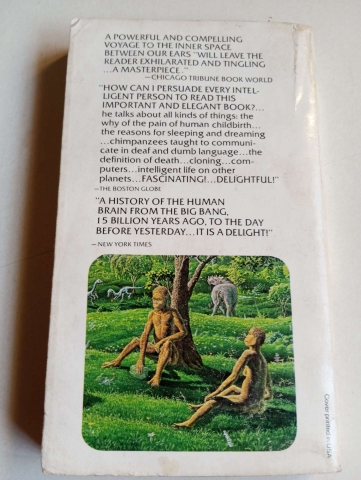 A POWERFUL AND COMPELLING
VOYAGE TO THE INNER SPACE
BETWEEN OUR EARS "WILL LEAVE THE
READER EXHILARATED AND TINGLING
...A MASTERPIECE."
—CHICAGO TRIBUNE BOOK WORLD
"HOW CAN I PERSUADE EVERY INTEL-
LIGENT PERSON TO READ THIS
IMPORTANT AND ELEGANT BOOK?...
he talks about all kinds of things: the
why of the pain of human childbirth...
the reasons for sleeping and dreaming
...chimpanzees taught to communi-
cate in deaf and dumb language...the
definition of death...cloning...com-
puters...intelligent life on other
planets...FASCINATING!...DELIGHTFUL!"
—THE BOSTON GLOBE
"A HISTORY OF THE HUMAN
BRAIN FROM THE BIG BANG,
15 BILLION YEARS AGO, TO THE DAY
BEFORE YESTERDAY...IT IS A DELIGHT!"
—NEW YORK TIMES
Cover printed in USA